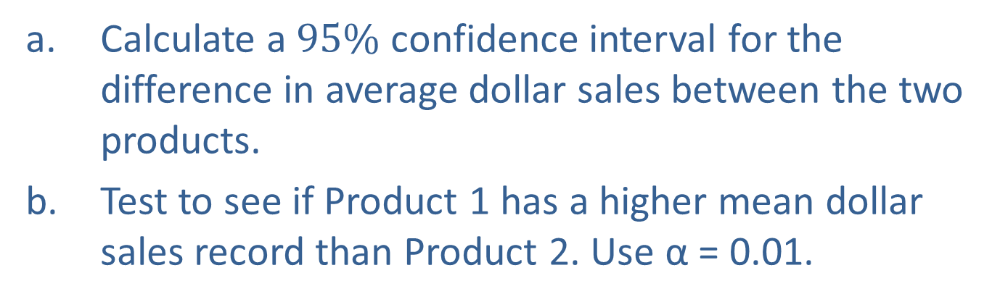 a. Calculate a 95% confidence interval for the
difference in average dollar sales between the two
products.
b. Test to see if Product 1 has a higher mean dollar
sales record than Product 2. Use α = 0.01.